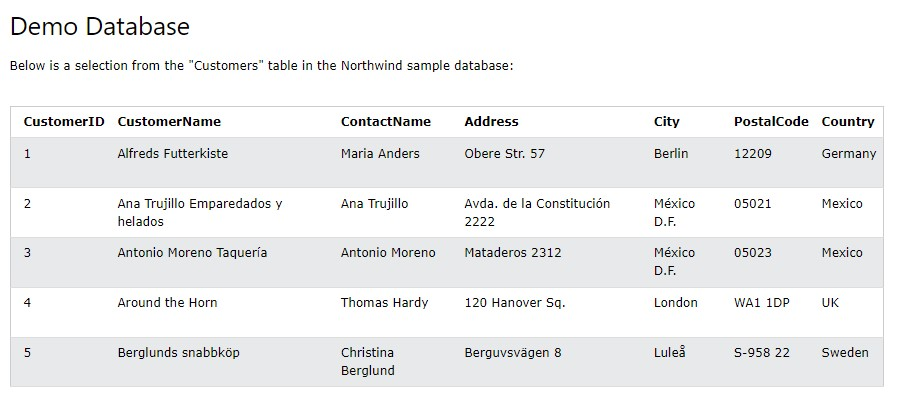 Demo Database
Below is a selection from the "Customers" table in the Northwind sample database:
CustomerID CustomerName ContactName Address City PostalCode Country
1 Alfreds Futterkiste Maria Anders Obere Str. 57 Berlin 12209 Germany
2 Ana Trujillo Emparedados y Ana Trujillo Avda. de la Constitución México 05021 Mexico
helados 2222 D.F.
3 Antonio Moreno Taquería Antonio Moreno Mataderos 2312 México 05023 Mexico
D.F.
4 Around the Horn Thomas Hardy 120 Hanover Sq. London WA1 1DP UK
5 Berglunds snabbköp Christina Berguvsvägen 8 Luleå S-958 22 Sweden
Berglund